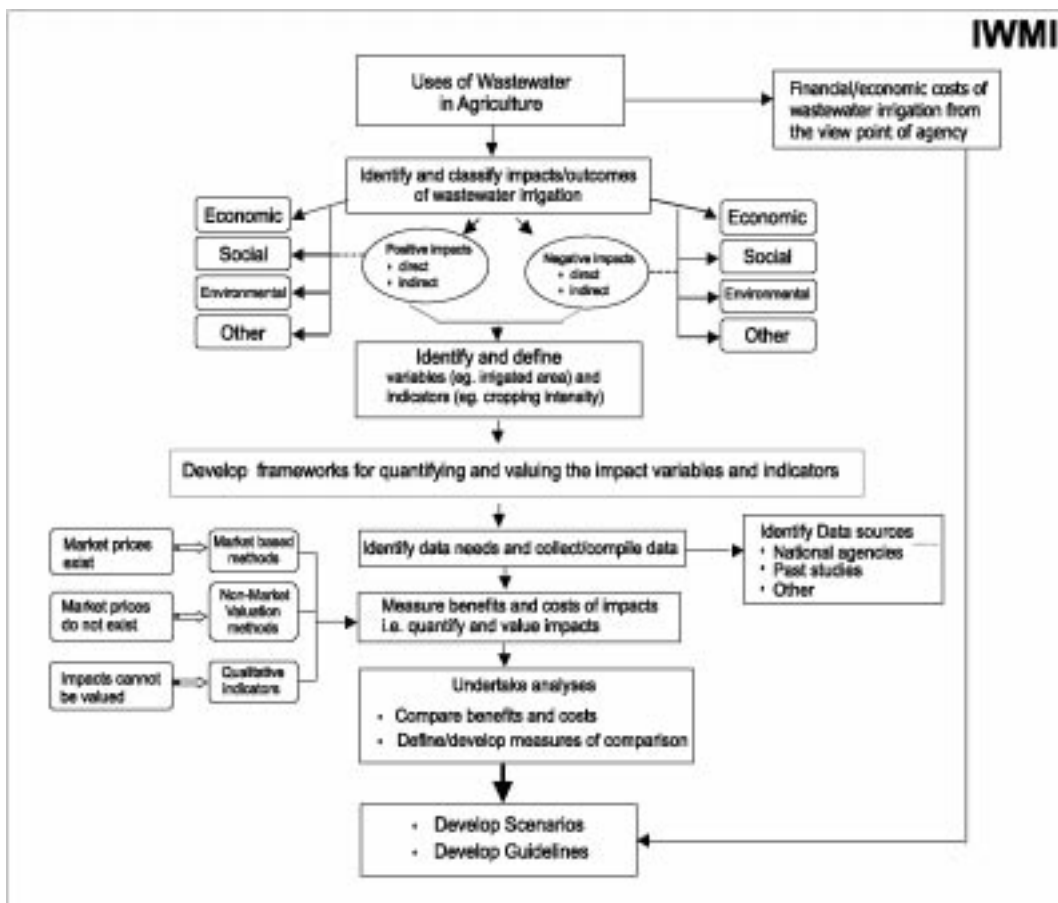 IWMI
Uses of Wastewater
in Agriculture
Financial/economic costs of
wastewater irrigation from
the view point of agency
Identify and classify impacts/outcomes
of wastewater irrigation
Economic
Social
Environmental
Other
Positive impacts
• direct
• indirect
Negative impacts
• direct
• indirect
Economic
Social
Environmental
Other
Identify and define
variables (eg. irrigated area) and
indicators (eg. cropping intensity)
Develop frameworks for quantifying and valuing the impact variables and indicators
Market prices
exist
Market based
methods
Identify data needs and collect/compile data
Identify Data sources
• National agencies
• Past studies
• Other
Market prices
do not exist
Non-Market
Valuation
methods
Measure benefits and costs of impacts
i.e. quantify and value impacts
Impacts cannot
be valued
Qualitative
indicators
Undertake analyses
• Compare benefits and costs
• Define/develop measures of comparison
• Develop Scenarios
• Develop Guidelines